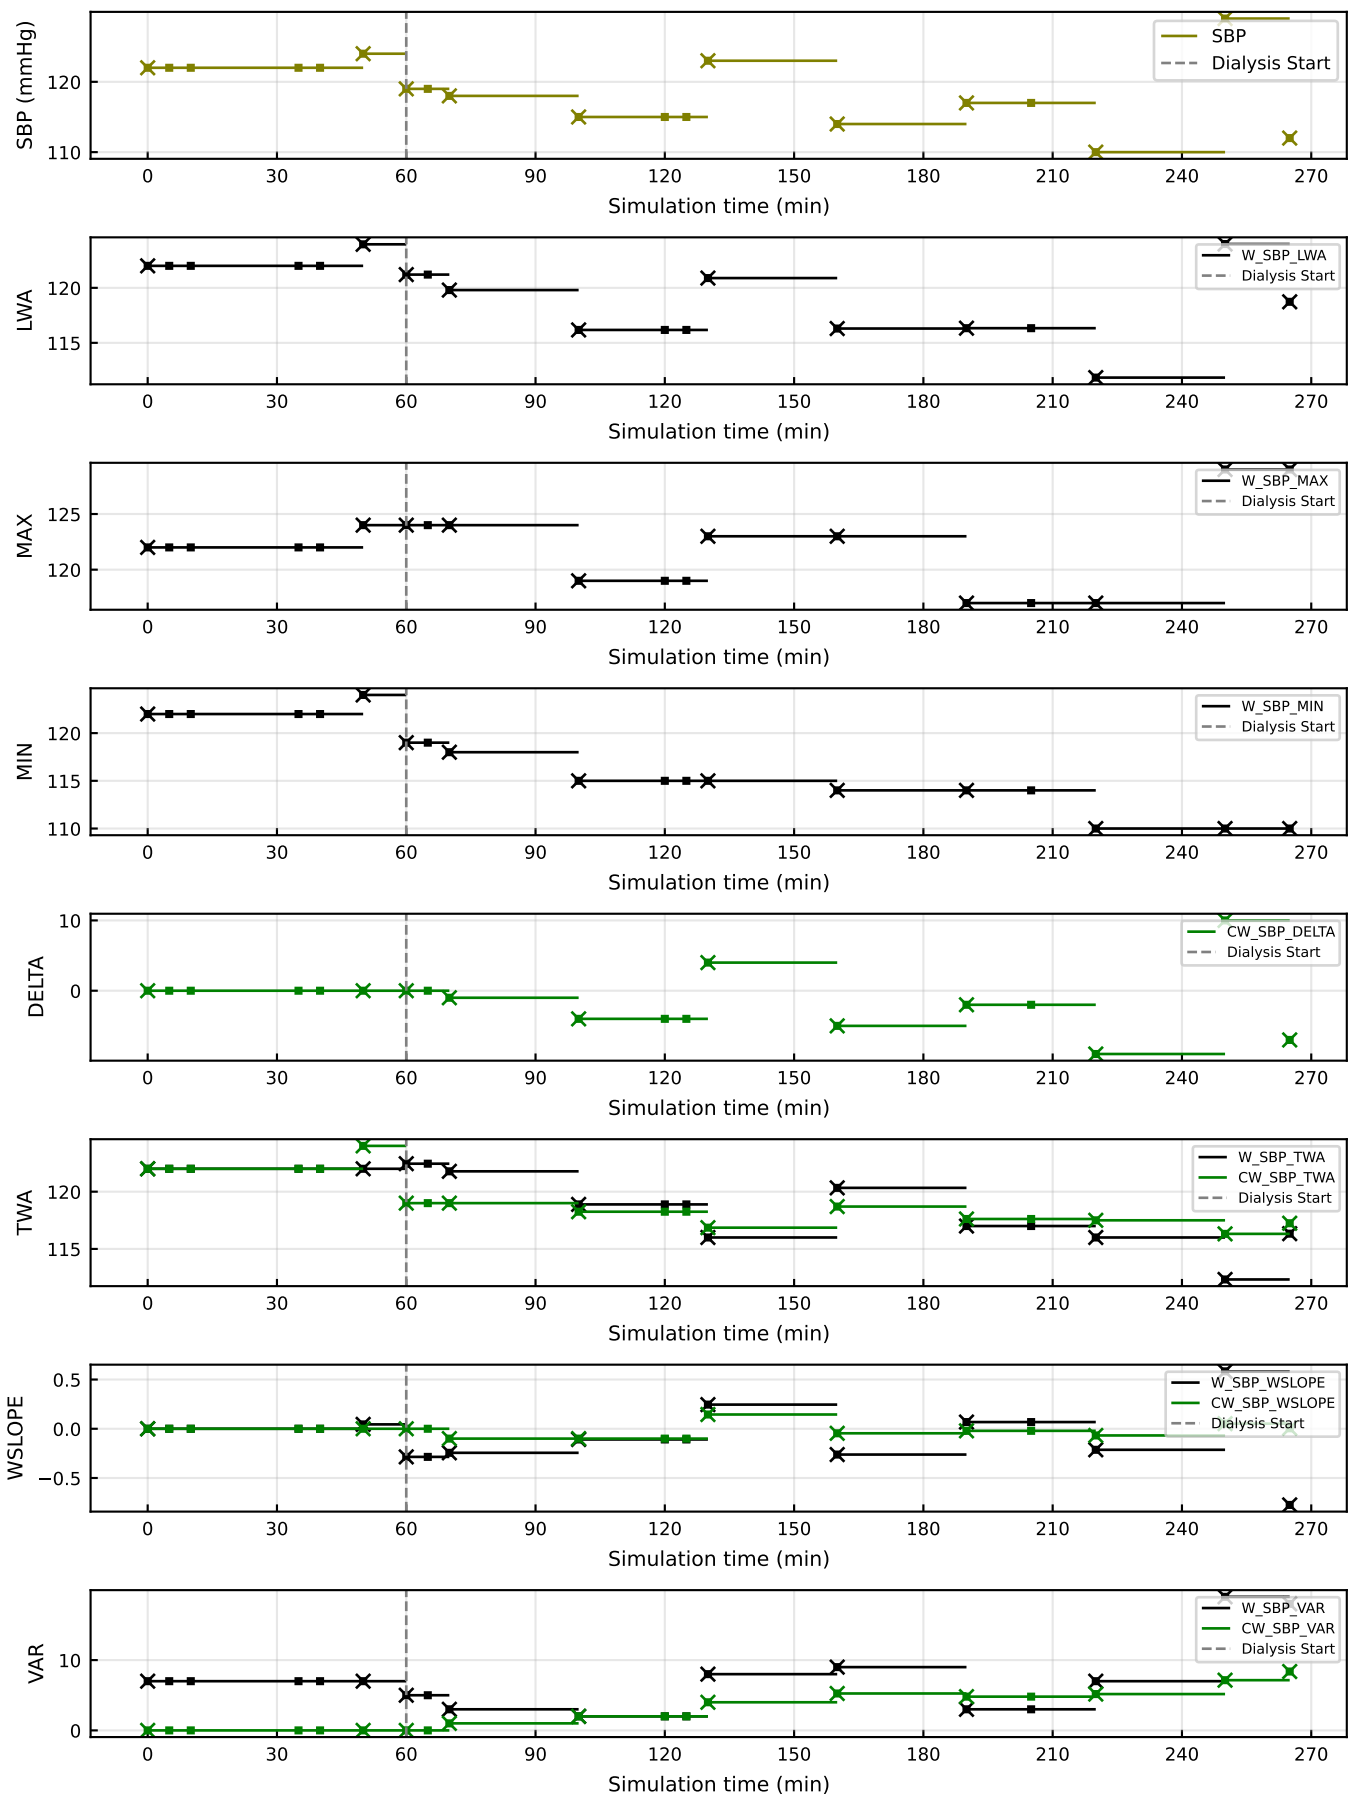 SBP (mmHg)
120
110
SBP
Dialysis Start
0 30 60 90 120 150 180 210 240 270
Simulation time (min)
LWA
120
115
W_SBP_LWA
Dialysis Start
0 30 60 90 120 150 180 210 240 270
Simulation time (min)
MAX
125
120
W_SBP_MAX
Dialysis Start
0 30 60 90 120 150 180 210 240 270
Simulation time (min)
MIN
120
115
110
W_SBP_MIN
Dialysis Start
0 30 60 90 120 150 180 210 240 270
Simulation time (min)
DELTA
10
0
CW_SBP_DELTA
Dialysis Start
0 30 60 90 120 150 180 210 240 270
Simulation time (min)
TWA
120
115
W_SBP_TWA
CW_SBP_TWA
Dialysis Start
0 30 60 90 120 150 180 210 240 270
Simulation time (min)
WSLOPE
0.5
0.0
−0.5
W_SBP_WSLOPE
CW_SBP_WSLOPE
Dialysis Start
0 30 60 90 120 150 180 210 240 270
Simulation time (min)
VAR
10
0
W_SBP_VAR
CW_SBP_VAR
Dialysis Start
0 30 60 90 120 150 180 210 240 270
Simulation time (min)